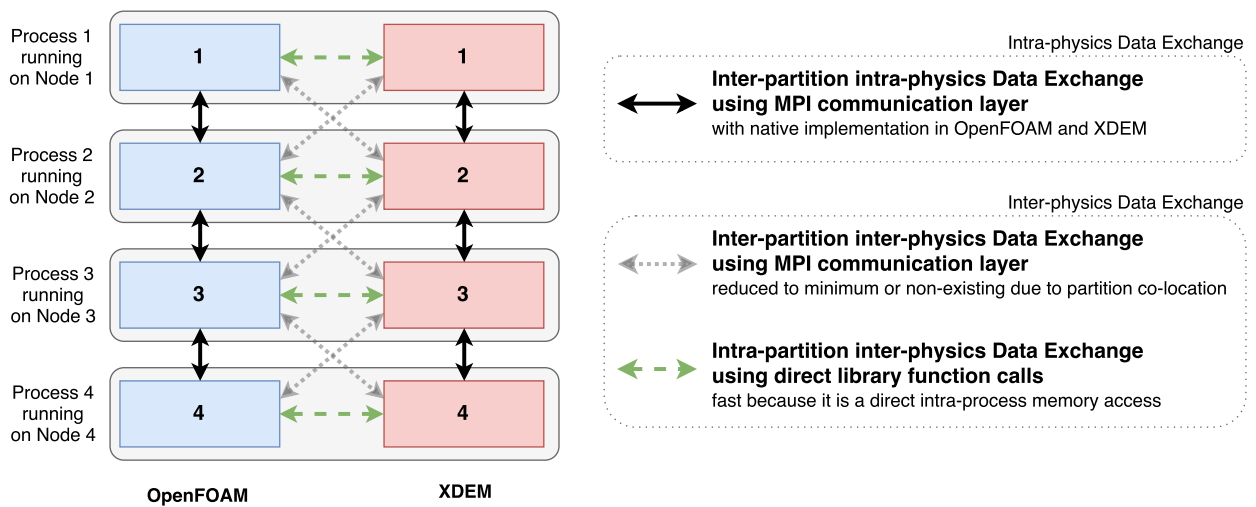 Process 1
running
on Node 1
1
1
Process 2
running
on Node 2
2
2
Process 3
running
on Node 3
3
3
Process 4
running
on Node 4
4
4
OpenFOAM
XDEM
Intra-physics Data Exchange
Inter-partition intra-physics Data Exchange
using MPI communication layer
with native implementation in OpenFOAM and XDEM
Inter-physics Data Exchange
Inter-partition inter-physics Data Exchange
using MPI communication layer
reduced to minimum or non-existing due to partition co-location
Intra-partition inter-physics Data Exchange
using direct library function calls
fast because it is a direct intra-process memory access